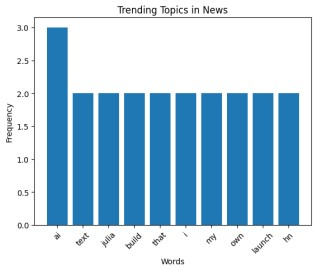 Trending Topics in News
3.0
2.5
2.0
1.5
1.0
0.5
0.0
Frequency
ai
text
julia
build
that
i
my
own
launch
hn
Words